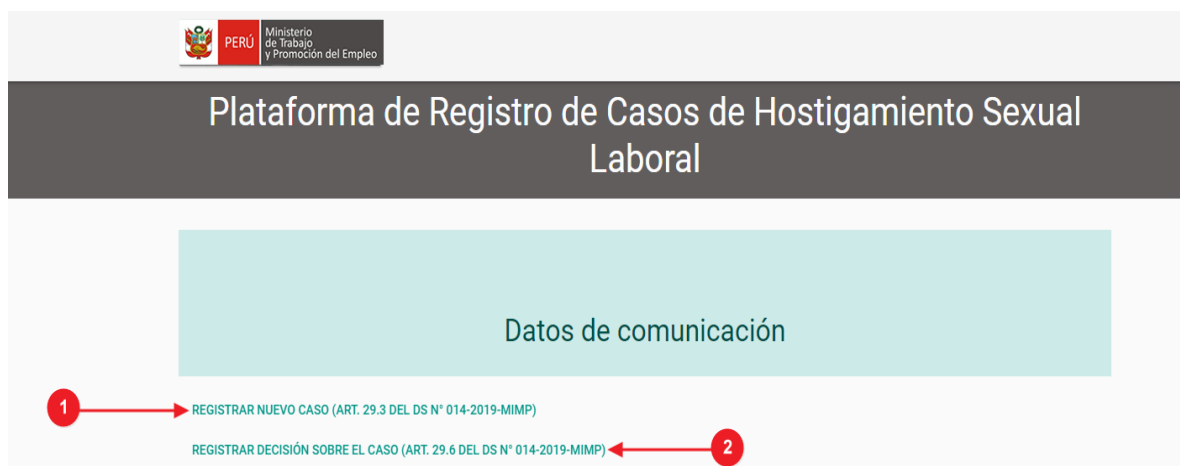 PERÚ
Ministerio
de Trabajo
y Promoción del Empleo
Plataforma de Registro de Casos de Hostigamiento Sexual
Laboral
Datos de comunicación
1
REGISTRAR NUEVO CASO (ART. 29.3 DEL DS N° 014-2019-MIMP)
REGISTRAR DECISIÓN SOBRE EL CASO (ART. 29.6 DEL DS N° 014-2019-MIMP)
2